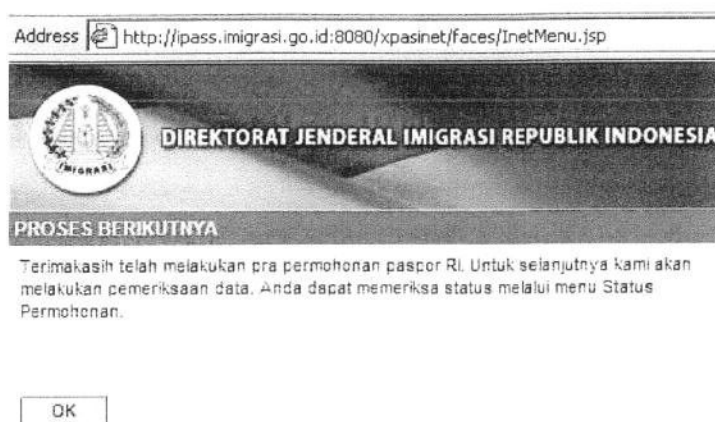 Address http://ipass.imigrasi.go.id:8080/xpasinet/faces/InetMenu.jsp
DIREKTORAT JENDERAL IMIGRASI REPUBLIK INDONESIA
IMIGRASI
PROSES BERIKUTNYA
Terimakasih telah melakukan pra permohonan paspor RI. Untuk selanjutnya kami akan
melakukan pemeriksaan data. Anda dapat memeriksa status melalui menu Status
Permohonan.
OK